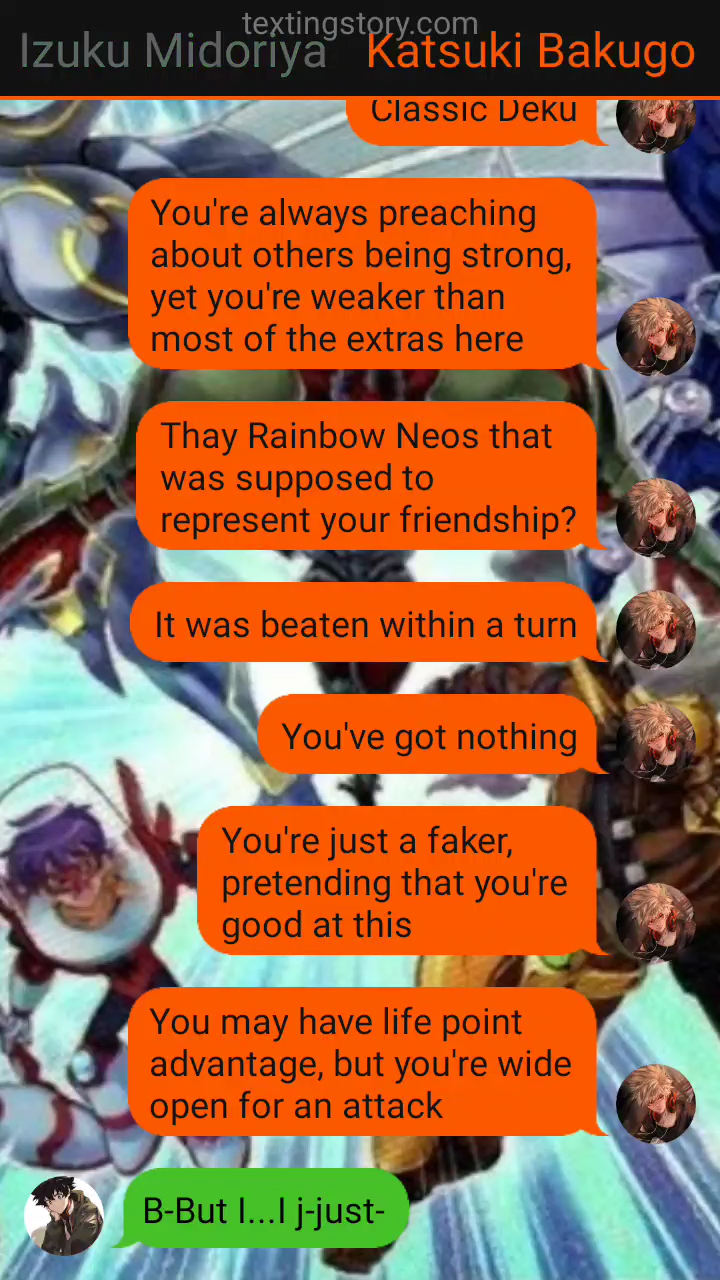 textingstory.com
Izuku Midoriya
Katsuki Bakugo
Classic Deku
You're always preaching
about others being strong,
yet you're weaker than
most of the extras here
Thay Rainbow Neos that
was supposed to
represent your friendship?
It was beaten within a turn
You've got nothing
You're just a faker,
pretending that you're
good at this
You may have life point
advantage, but you're wide
open for an attack
B-But I...I j-just-